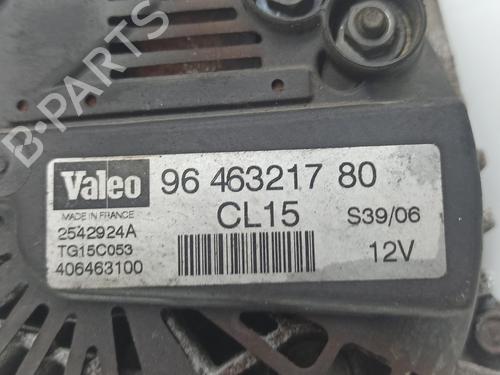 B-PARTS
Valeo
96 463217 80
MADE IN FRANCE
CL15
S39/06
2542924A
TG15C053
12V
406463100